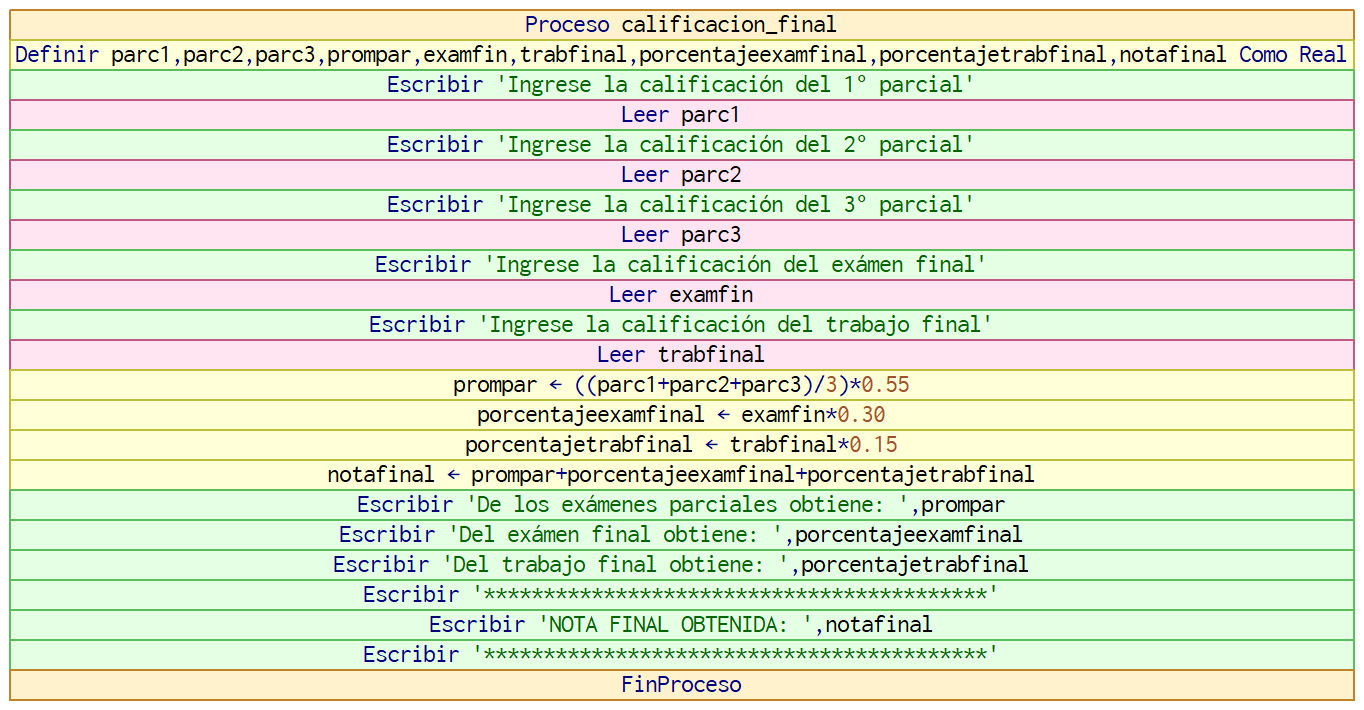 Proceso calificacion_final
Definir parc1,parc2,parc3,prompar,examfin,trabfinal,porcentajeexamfinal,porcentajetrabfinal,notafinal Como Real
Escribir 'Ingrese la calificación del 1° parcial'
Leer parc1
Escribir 'Ingrese la calificación del 2° parcial'
Leer parc2
Escribir 'Ingrese la calificación del 3° parcial'
Leer parc3
Escribir 'Ingrese la calificación del exámen final'
Leer examfin
Escribir 'Ingrese la calificación del trabajo final'
Leer trabfinal
prompar ← ((parc1+parc2+parc3)/3)*0.55
porcentajeexamfinal ← examfin*0.30
porcentajetrabfinal ← trabfinal*0.15
notafinal ← prompar+porcentajeexamfinal+porcentajetrabfinal
Escribir 'De los exámenes parciales obtiene: ',prompar
Escribir 'Del exámen final obtiene: ',porcentajeexamfinal
Escribir 'Del trabajo final obtiene: ',porcentajetrabfinal
Escribir '******************************************'
Escribir 'NOTA FINAL OBTENIDA: ',notafinal
Escribir '******************************************'
FinProceso